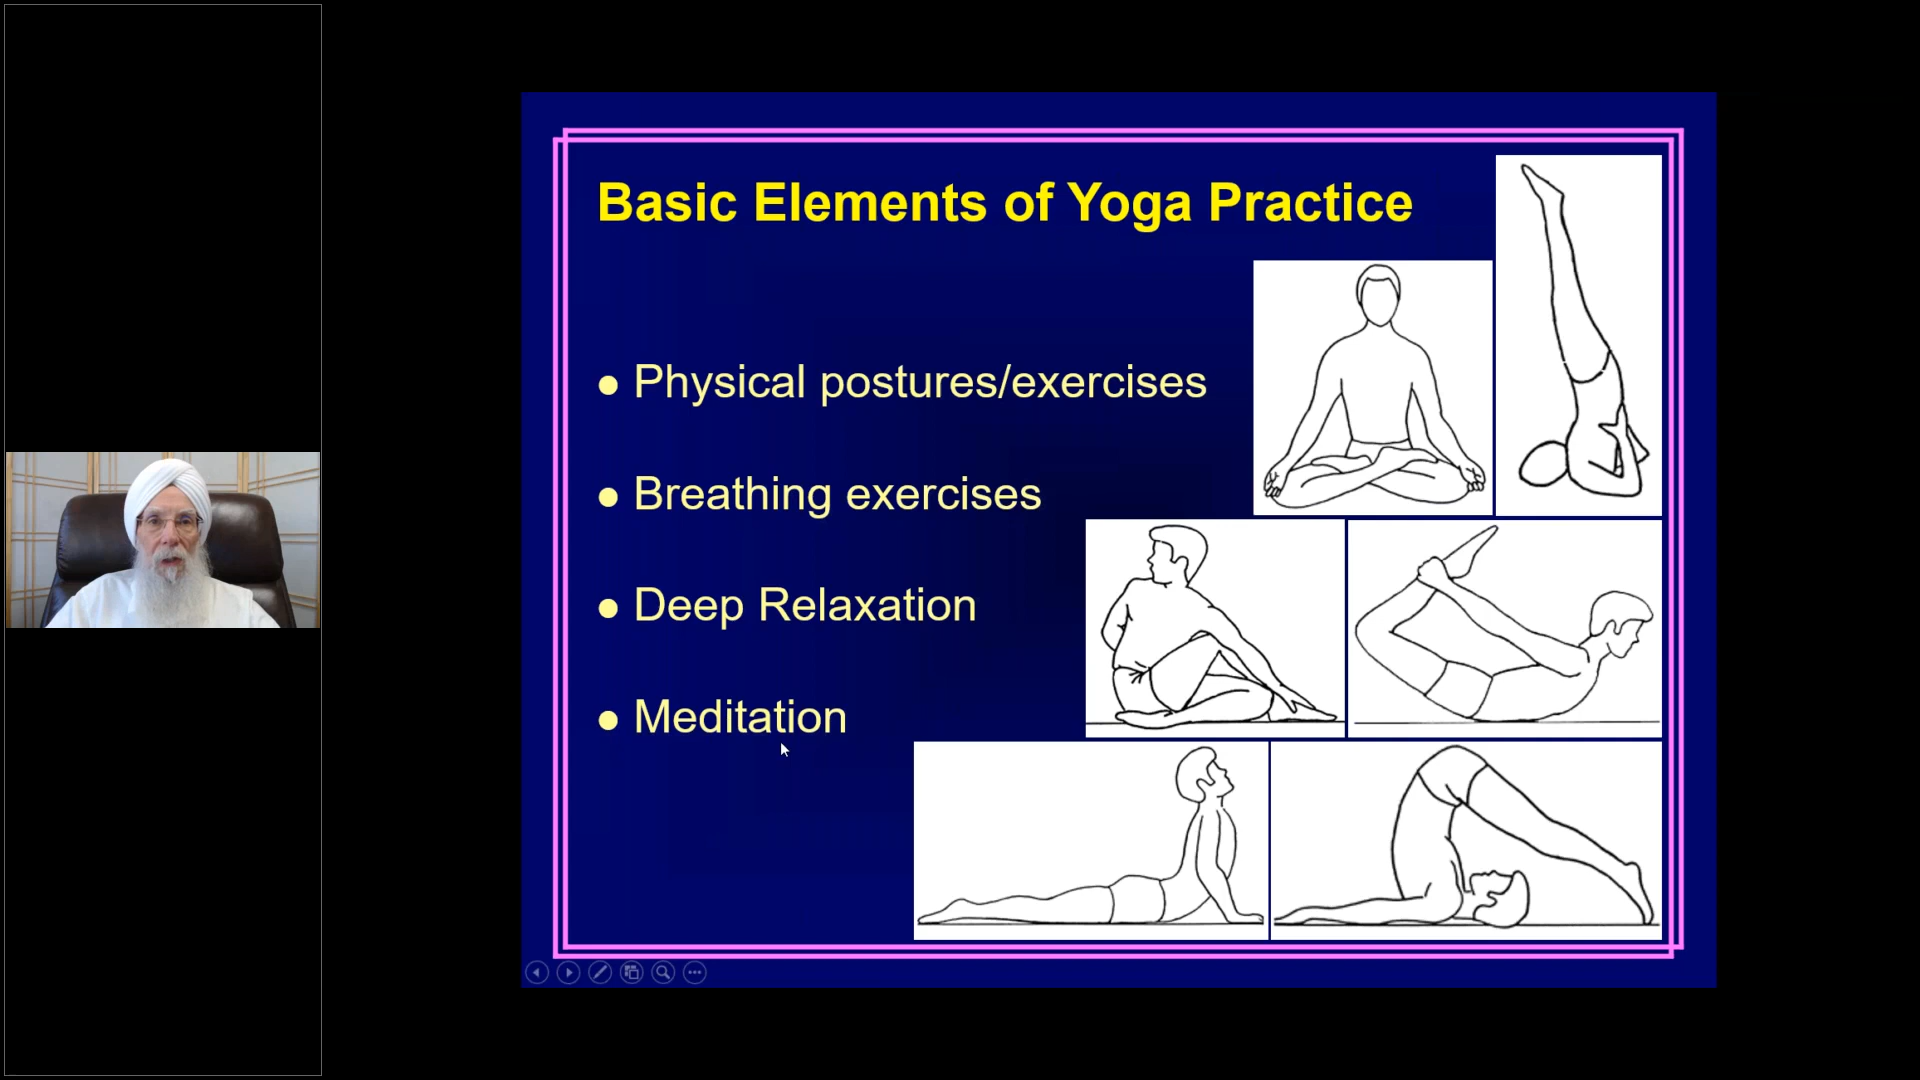 Basic Elements of Yoga Practice
● Physical postures/exercises
● Breathing exercises
● Deep Relaxation
● Meditation